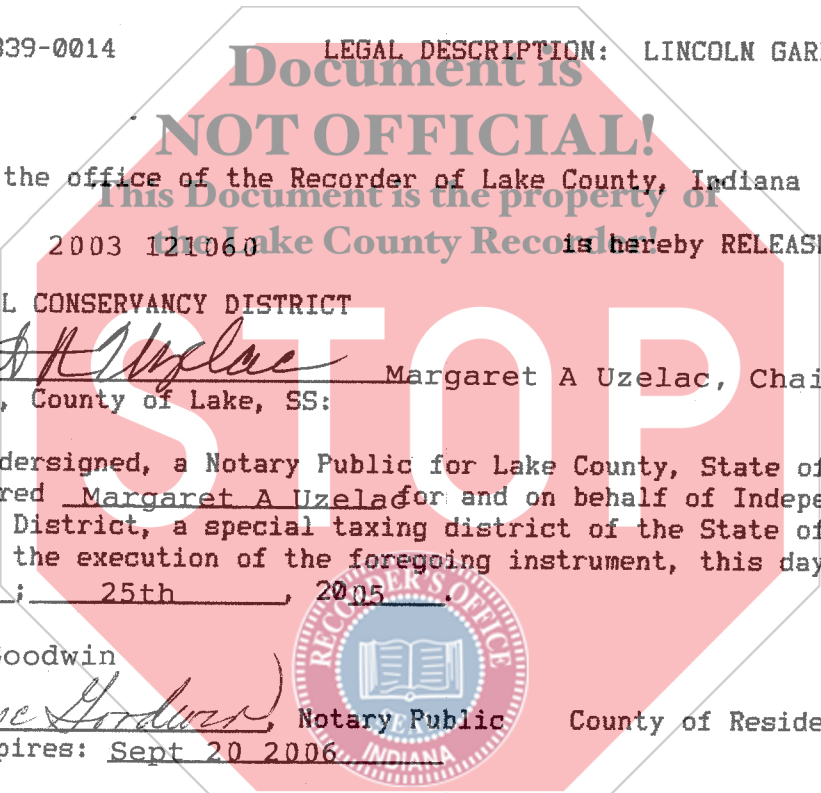 339-0014 LEGAL DESCRIPTION: LINCOLN GAR
Document is
NOT OFFICIAL!
the office of the Recorder of Lake County, Indiana
This Document is the property of
2003 121060 is hereby RELEAS
the Lake County Recorder!
L CONSERVANCY DISTRICT
STOP
A Uzelac Margaret A Uzelac, Chai
, County of Lake, SS:
dersigned, a Notary Public for Lake County, State of
red Margaret A Uzelac for and on behalf of Indepe
District, a special taxing district of the State of
the execution of the foregoing instrument, this day
; 25th , 2005 .
RECORDER'S OFFICE
Goodwin
Goodwin, Notary Public County of Reside
SEAL
pires: Sept 20 2006
INDIANA